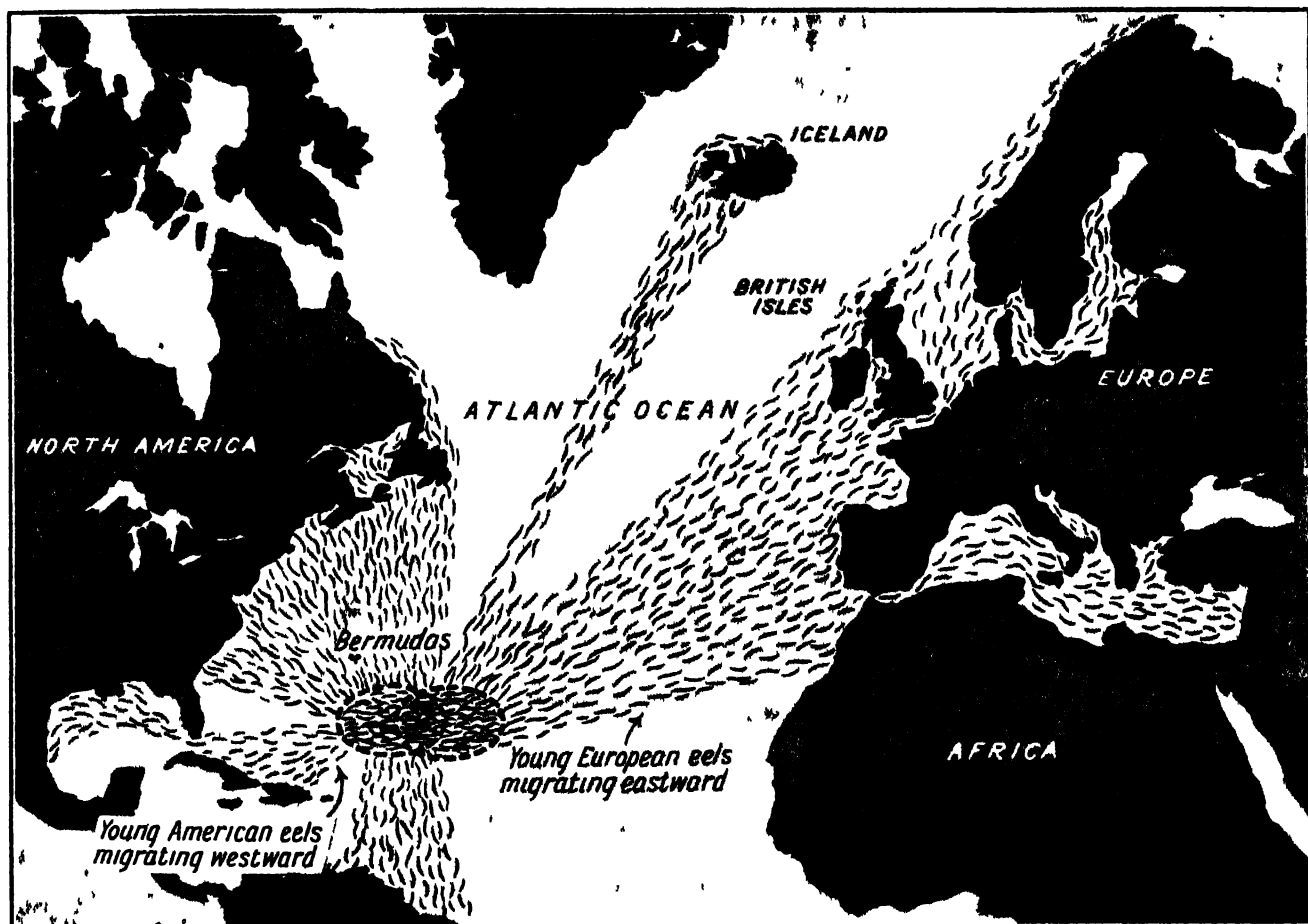 ICELAND
BRITISH
ISLES
EUROPE
ATLANTIC OCEAN
NORTH AMERICA
Bermudas
Young European eels
migrating eastward
AFRICA
Young American eels
migrating westward